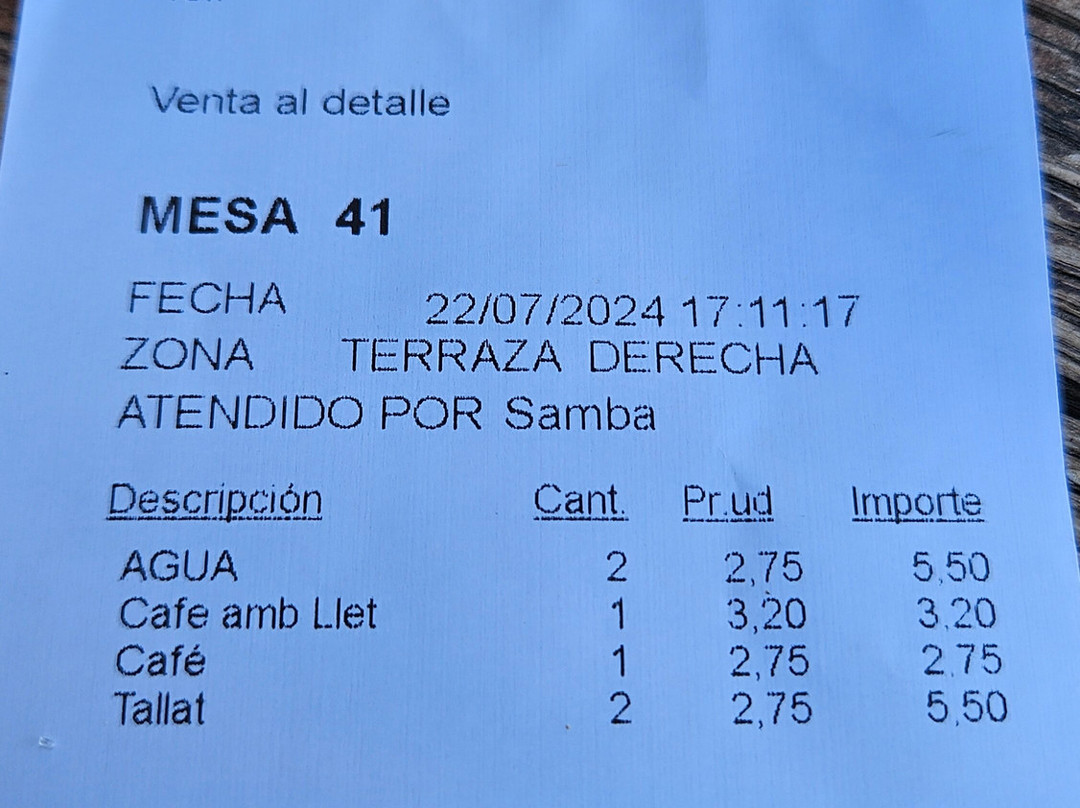 Venta al detalle
MESA 41
FECHA 22/07/2024 17:11:17
ZONA TERRAZA DERECHA
ATENDIDO POR Samba
Descripción Cant. Pr.ud Importe
AGUA 2 2,75 5,50
Cafe amb Llet 1 3,20 3,20
Café 1 2,75 2,75
Tallat 2 2,75 5,50